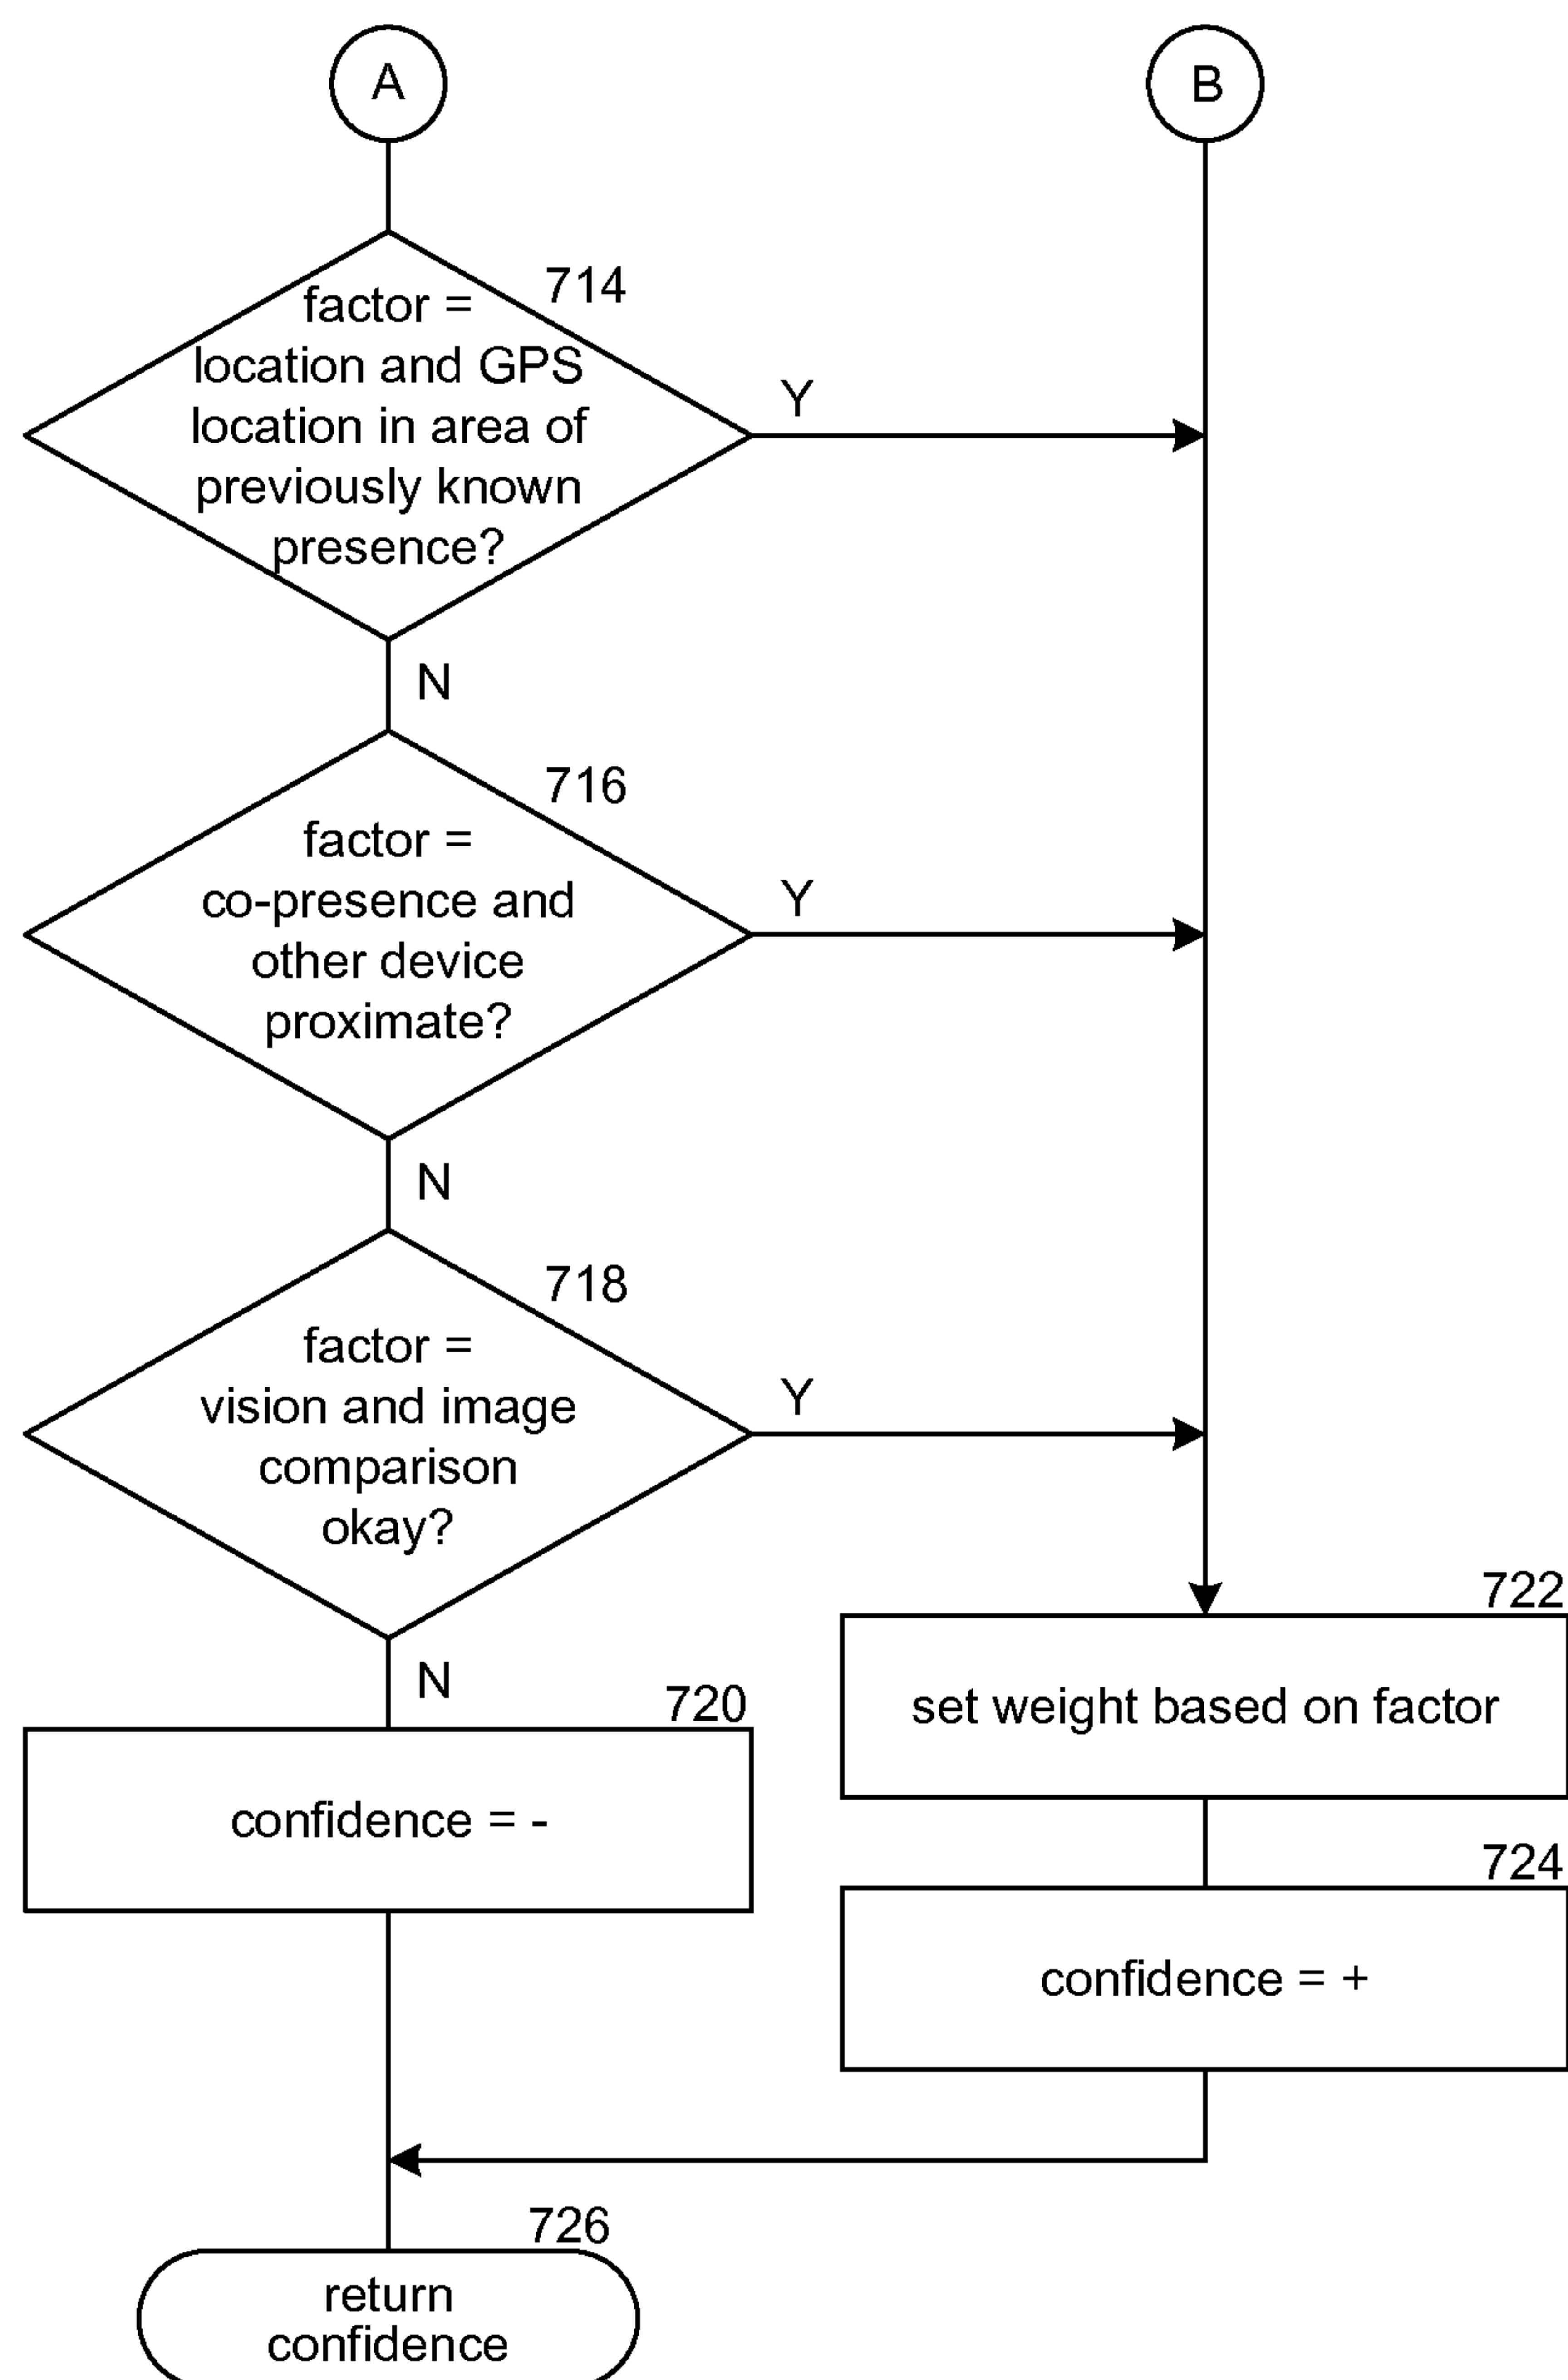 A
B
714
factor =
location and GPS
location in area of
previously known
presence?
Y
N
716
factor =
co-presence and
other device
proximate?
Y
N
718
factor =
vision and image
comparison
okay?
Y
N
720
confidence = -
722
set weight based on factor
724
confidence = +
726
return
confidence